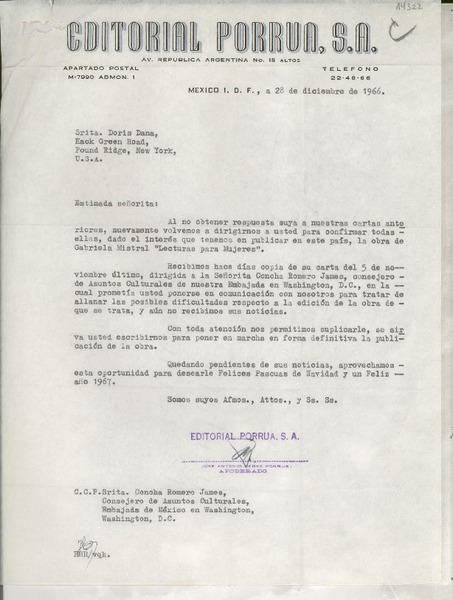 14322
EDITORIAL PORRUA, S.A.
AV. REPUBLICA ARGENTINA No. 15 ALTOS
APARTADO POSTAL
TELEFONO
M-7990 ADMON. 1
22-48-66
MEXICO 1. D. F., a 28 de diciembre de 1966.
Srita. Doris Dana,
Hack Green Road,
Pound Ridge, New York,
U.S.A.
Estimada señorita:
Al no obtener respuesta suya a nuestras cartas ante
riores, nuevamente volvemos a dirigirnos a usted para confirmar todas -
ellas, dado el interés que tenemos en publicar en este país, la obra de
Gabriela Mistral "Lecturas para Mujeres".
Recibimos hace días copia de su carta del 5 de no--
viembre último, dirigida a la Señorita Concha Romero James, consejero -
de Asuntos Culturales de nuestra Embajada en Washington, D.C., en la --
cual prometía usted ponerse en comunicación con nosotros para tratar de
allanar las posibles dificultades respecto a la edición de la obra de -
que se trata, y aún no recibimos sus noticias.
Con toda atención nos permitimos suplicarle, se sir
va usted escribirnos para poner en marcha en forma definitiva la publi-
cación de la obra.
Quedando pendientes de sus noticias, aprovechamos -
esta oportunidad para desearle Felices Pascuas de Navidad y un Feliz --
año 1967.
Somos suyos Afmos., Attos., y Ss. Ss.
EDITORIAL PORRUA, S. A.
JOSE ANTONIO PEREZ PORRUA,
APODERADO
C.C.P. Srita. Concha Romero James,
Consejero de Asuntos Culturales,
Embajada de México en Washington,
Washington, D.C.
/vqh.